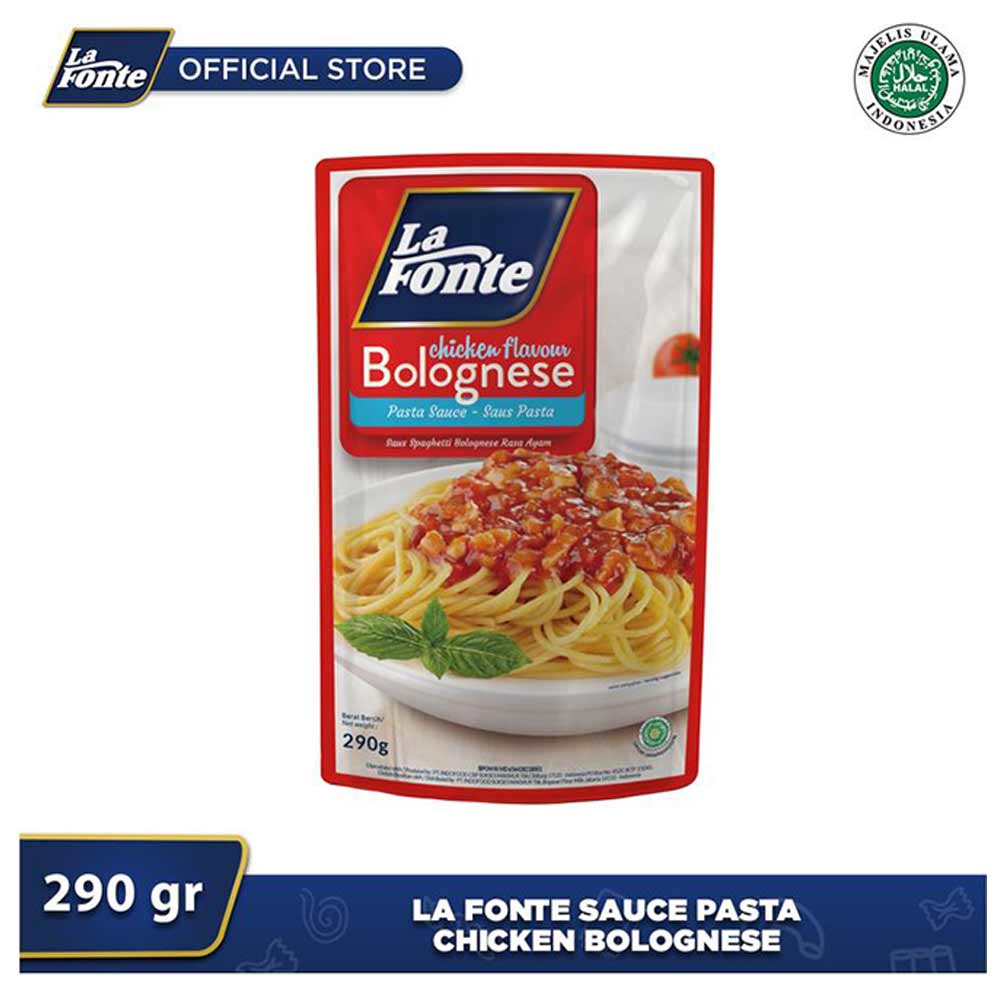 La
Fonte
OFFICIAL STORE
MAJELIS ULAMA
INDONESIA
حلال
HALAL
La
Fonte
chicken flavour
Bolognese
Pasta Sauce - Saus Pasta
Saus Spaghetti Bolognese Rasa Ayam
Berat Bersih/
Net weight :
290g
290 gr
LA FONTE SAUCE PASTA
CHICKEN BOLOGNESE